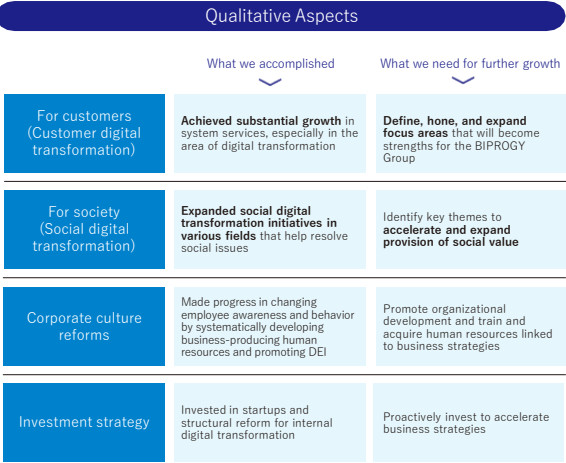 Qualitative Aspects
What we accomplished
What we need for further growth
For customers
(Customer digital
transformation)
Achieved substantial growth in
system services, especially in the
area of digital transformation
Define, hone, and expand
focus areas that will become
strengths for the BIPROGY
Group
For society
(Social digital
transformation)
Expanded social digital
transformation initiatives in
various fields that help resolve
social issues
Identify key themes to
accelerate and expand
provision of social value
Corporate culture
reforms
Made progress in changing
employee awareness and behavior
by systematically developing
business-producing human
resources and promoting DEI
Promote organizational
development and train and
acquire human resources linked
to business strategies
Investment strategy
Invested in startups and
structural reform for internal
digital transformation
Proactively invest to accelerate
business strategies